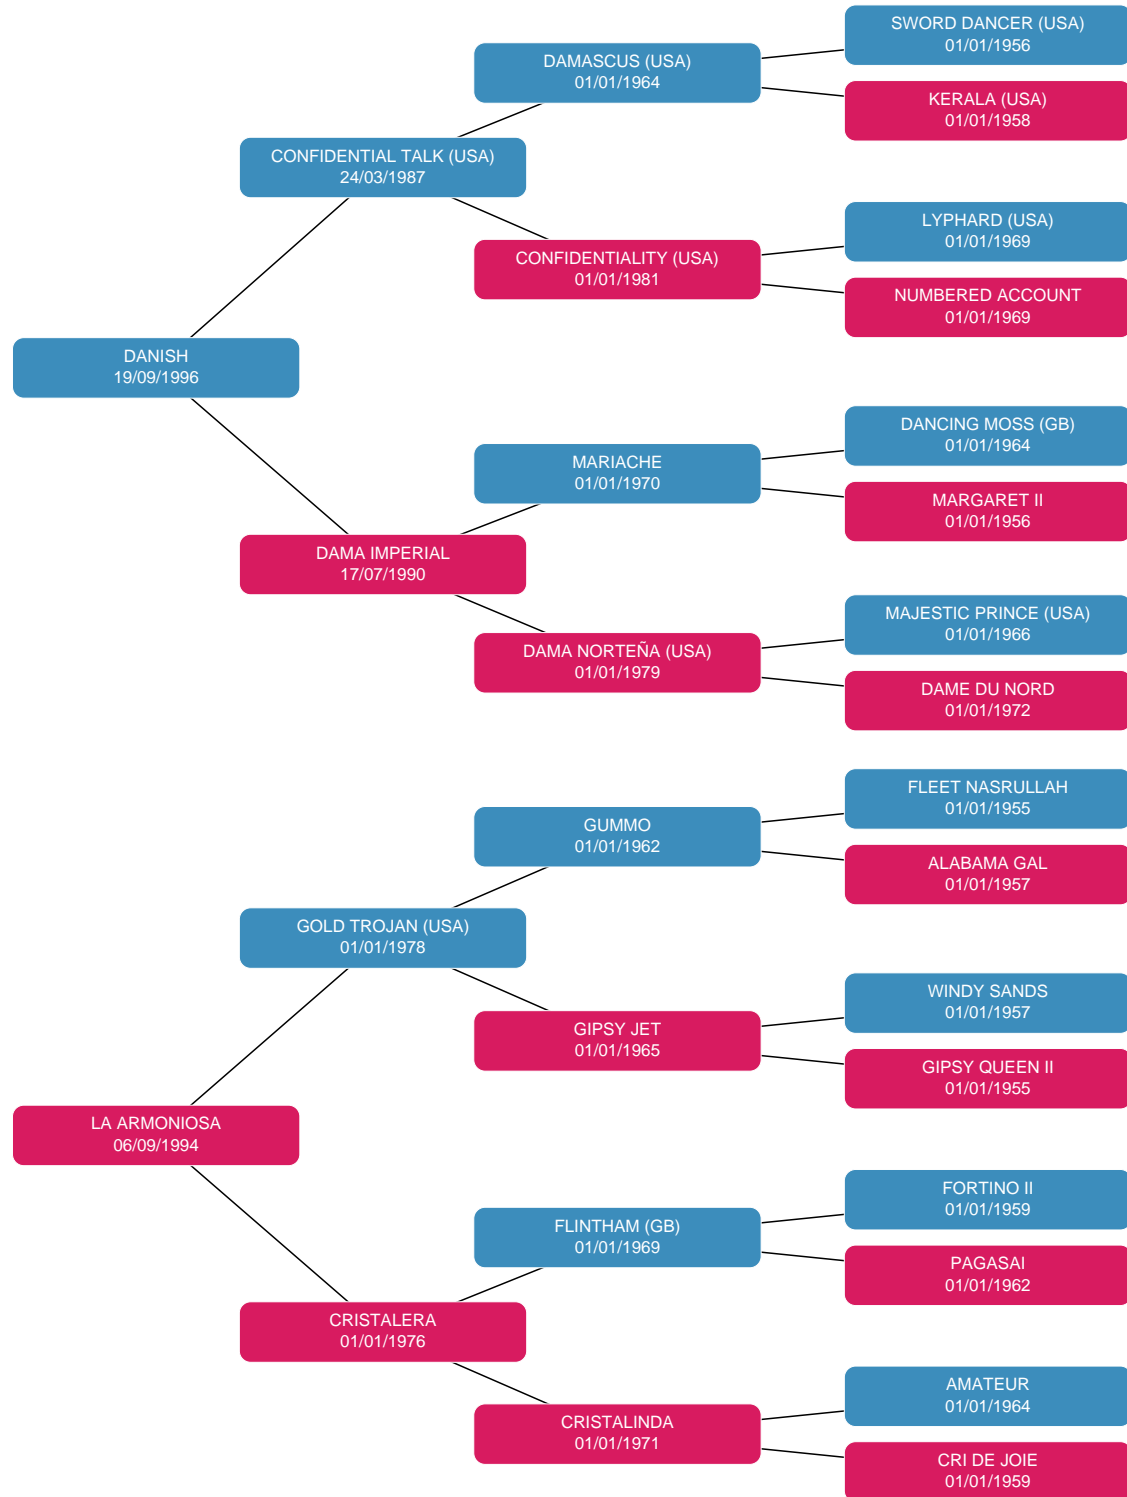 SWORD DANCER (USA)
01/01/1956
DAMASCUS (USA)
01/01/1964
KERALA (USA)
01/01/1958
CONFIDENTIAL TALK (USA)
24/03/1987
LYPHARD (USA)
01/01/1969
CONFIDENTIALITY (USA)
01/01/1981
NUMBERED ACCOUNT
01/01/1969
DANISH
19/09/1996
DANCING MOSS (GB)
01/01/1964
MARIACHE
01/01/1970
MARGARET II
01/01/1956
DAMA IMPERIAL
17/07/1990
MAJESTIC PRINCE (USA)
01/01/1966
DAMA NORTEÑA (USA)
01/01/1979
DAME DU NORD
01/01/1972
FLEET NASRULLAH
01/01/1955
GUMMO
01/01/1962
ALABAMA GAL
01/01/1957
GOLD TROJAN (USA)
01/01/1978
WINDY SANDS
01/01/1957
GIPSY JET
01/01/1965
GIPSY QUEEN II
01/01/1955
LA ARMONIOSA
06/09/1994
FORTINO II
01/01/1959
FLINTHAM (GB)
01/01/1969
PAGASAI
01/01/1962
CRISTALERA
01/01/1976
AMATEUR
01/01/1964
CRISTALINDA
01/01/1971
CRI DE JOIE
01/01/1959